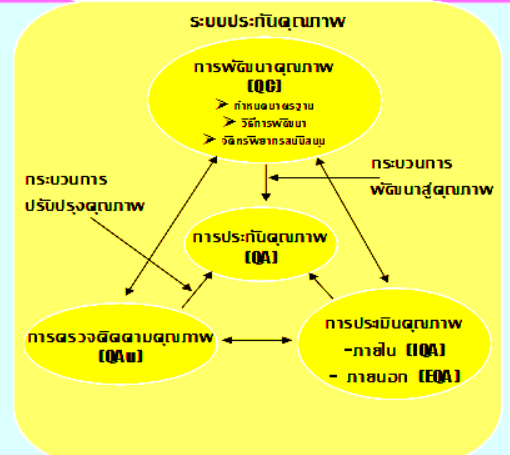 ระบบประกันคุณภาพ
การพัฒนาคุณภาพ
(QC)
➢ กำหนดมาตรฐาน
➢ วิธีการพัฒนา
➢ จัดทรัพยากรสนับสนุน
กระบวนการ
พัฒนาสู่คุณภาพ
กระบวนการ
ปรับปรุงคุณภาพ
การประกันคุณภาพ
(QA)
การตรวจติดตามคุณภาพ
(QAu)
การประเมินคุณภาพ
-ภายใน (IQA)
- ภายนอก (EQA)